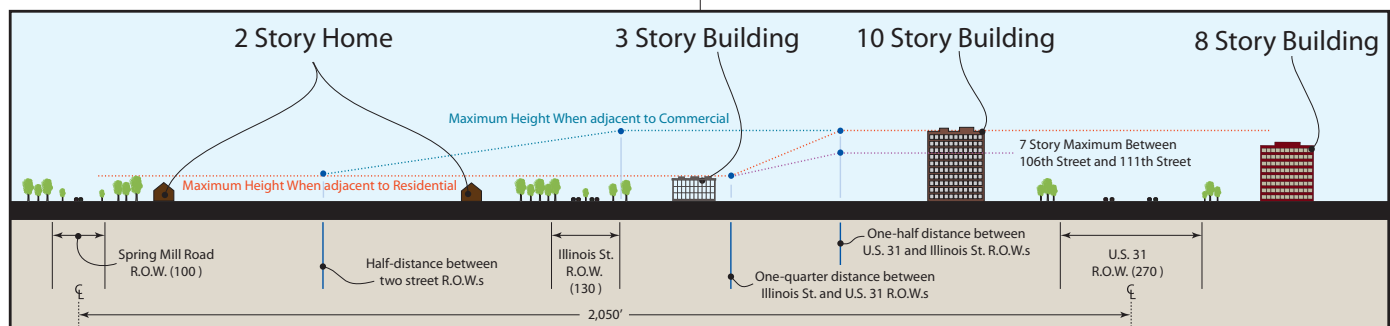 2 Story Home
3 Story Building
10 Story Building
8 Story Building
Maximum Height When adjacent to Commercial
7 Story Maximum Between
106th Street and 111th Street
Maximum Height When adjacent to Residential
Spring Mill Road
R.O.W. (100 )
Half-distance between
two street R.O.W.s
Illinois St.
R.O.W.
(130 )
One-quarter distance between
Illinois St. and U.S. 31 R.O.W.s
One-half distance between
U.S. 31 and Illinois St. R.O.W.s
U.S. 31
R.O.W. (270 )
℄
℄
2,050’